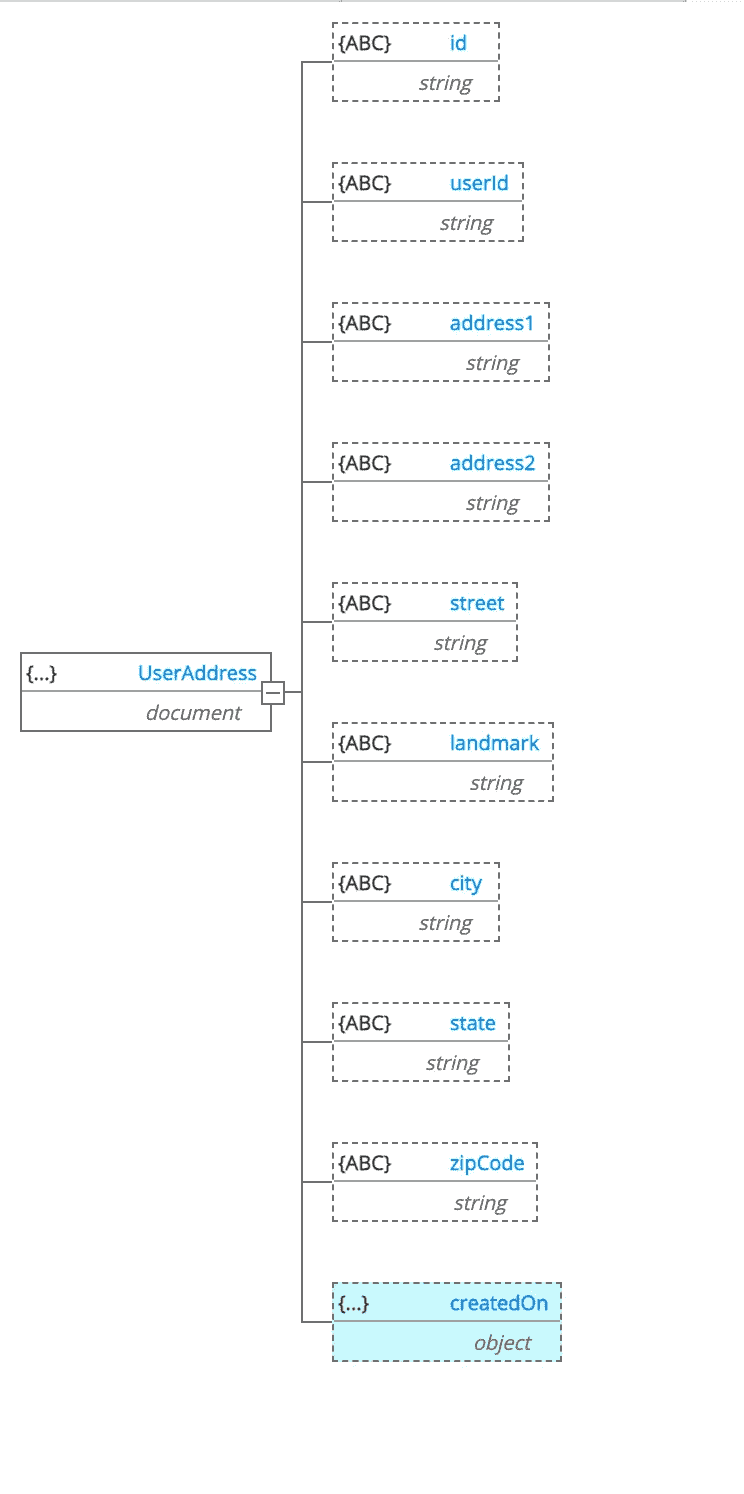 {ABC} id
string
{ABC} userId
string
{ABC} address1
string
{ABC} address2
string
{ABC} street
string
{...} UserAddress
document
{ABC} landmark
string
{ABC} city
string
{ABC} state
string
{ABC} zipCode
string
{...} createdOn
object